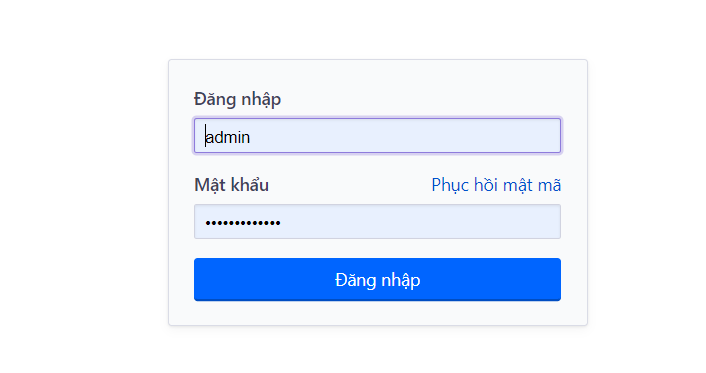 Đăng nhập
admin
Mật khẩu Phục hồi mật mã
•••••••••••••
Đăng nhập